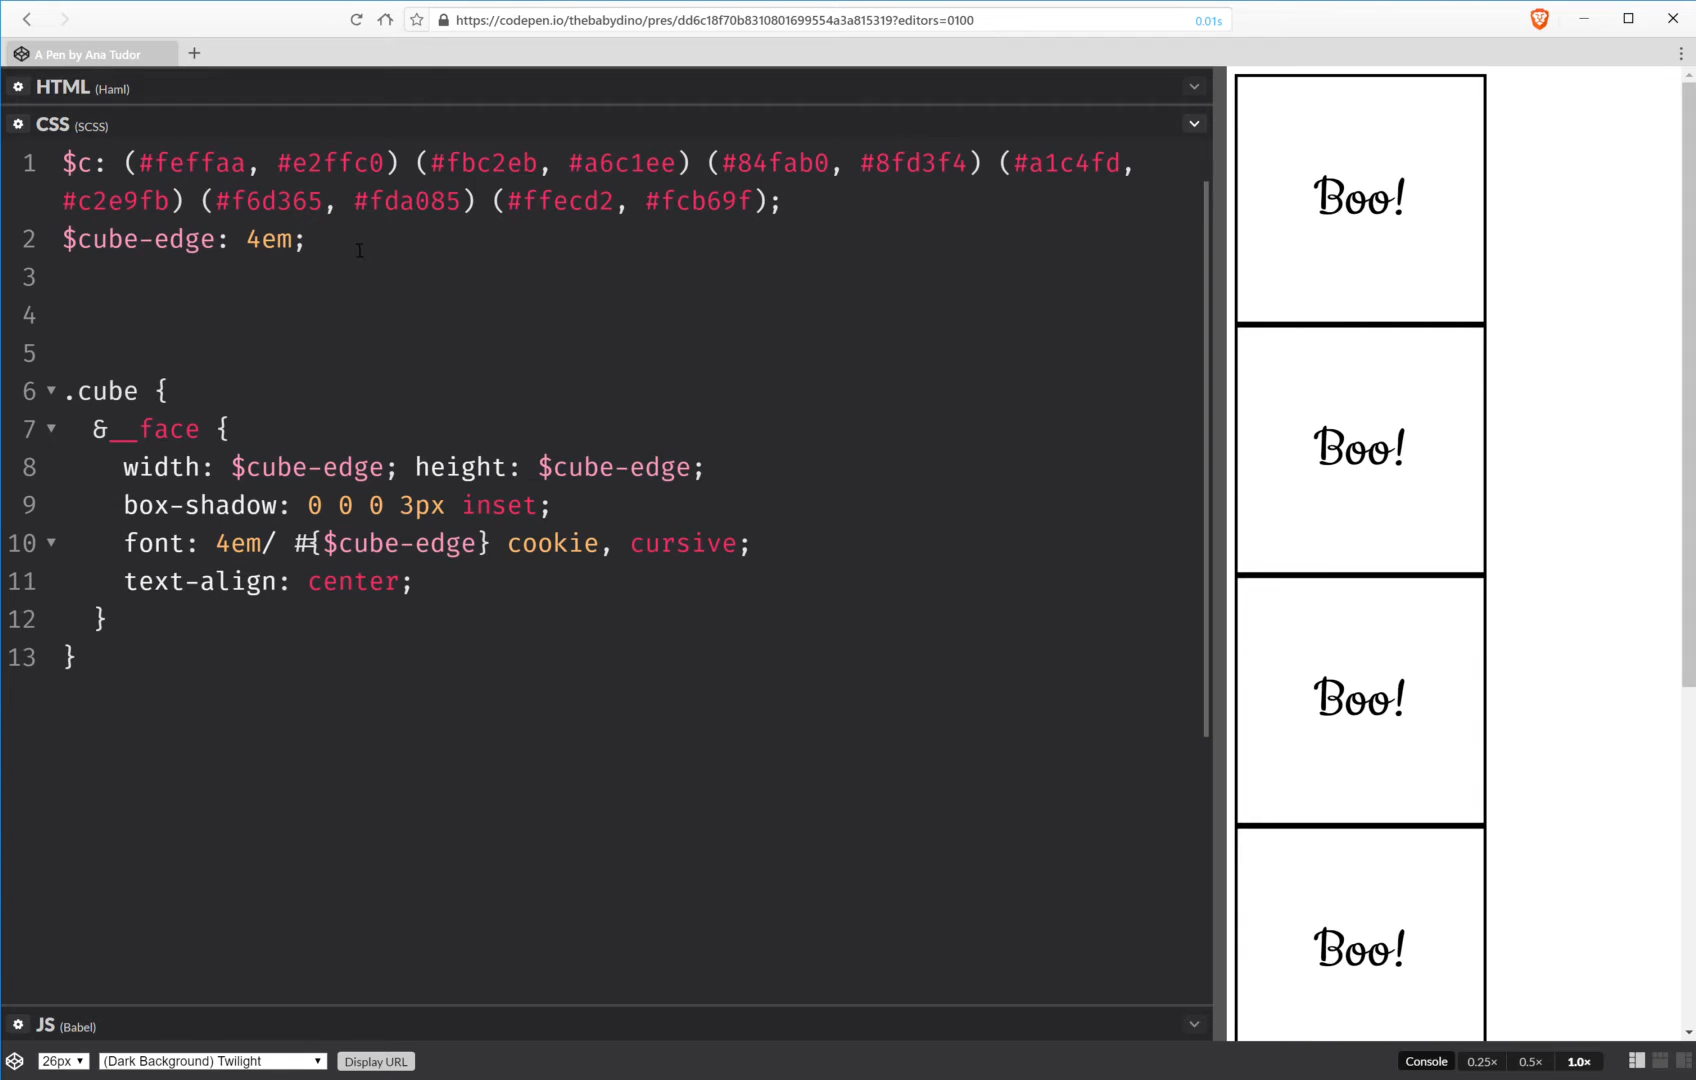 https://codepen.io/thebabydino/pres/dd6c18f70b8310801699554a3a815319?editors=0100
0.01s
A Pen by Ana Tudor
HTML (Haml)
CSS (SCSS)
1 $c: (#feffaa, #e2ffc0) (#fbc2eb, #a6c1ee) (#84fab0, #8fd3f4) (#a1c4fd,
#c2e9fb) (#f6d365, #fda085) (#ffecd2, #fcb69f);
2 $cube-edge: 4em;
3
4
5
6 .cube {
7 &__face {
8 width: $cube-edge; height: $cube-edge;
9 box-shadow: 0 0 0 3px inset;
10 font: 4em/ #{$cube-edge} cookie, cursive;
11 text-align: center;
12 }
13 }
Boo!
Boo!
Boo!
Boo!
JS (Babel)
26px (Dark Background) Twilight Display URL
Console 0.25× 0.5× 1.0×